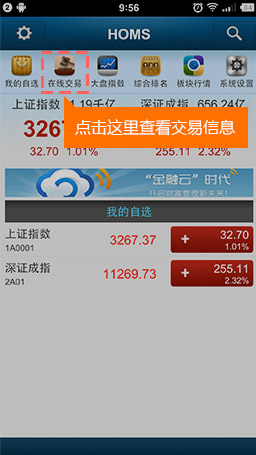 9:56
HOMS
我的自选 在线交易 大盘指数 综合排名 板块行情 系统设置
上证指数 1.19千亿 深证成指 656.24亿
326
点击这里查看交易信息
32.70 1.01% 255.11 2.32%
“金融云”时代
开启财富管理新未来!
我的自选
上证指数 3267.37 + 32.70
1A0001 1.01%
深证成指 11269.73 + 255.11
2A01 2.32%